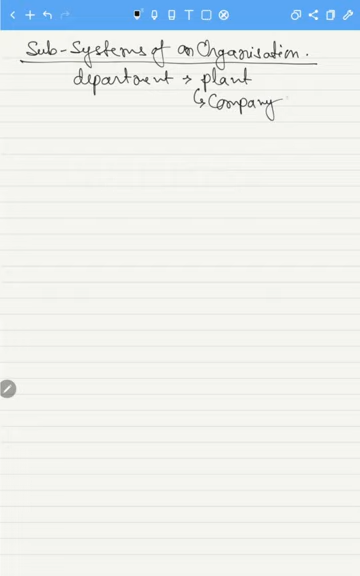 Sub-Systems of an Organisation.
department → plant
↳ Company